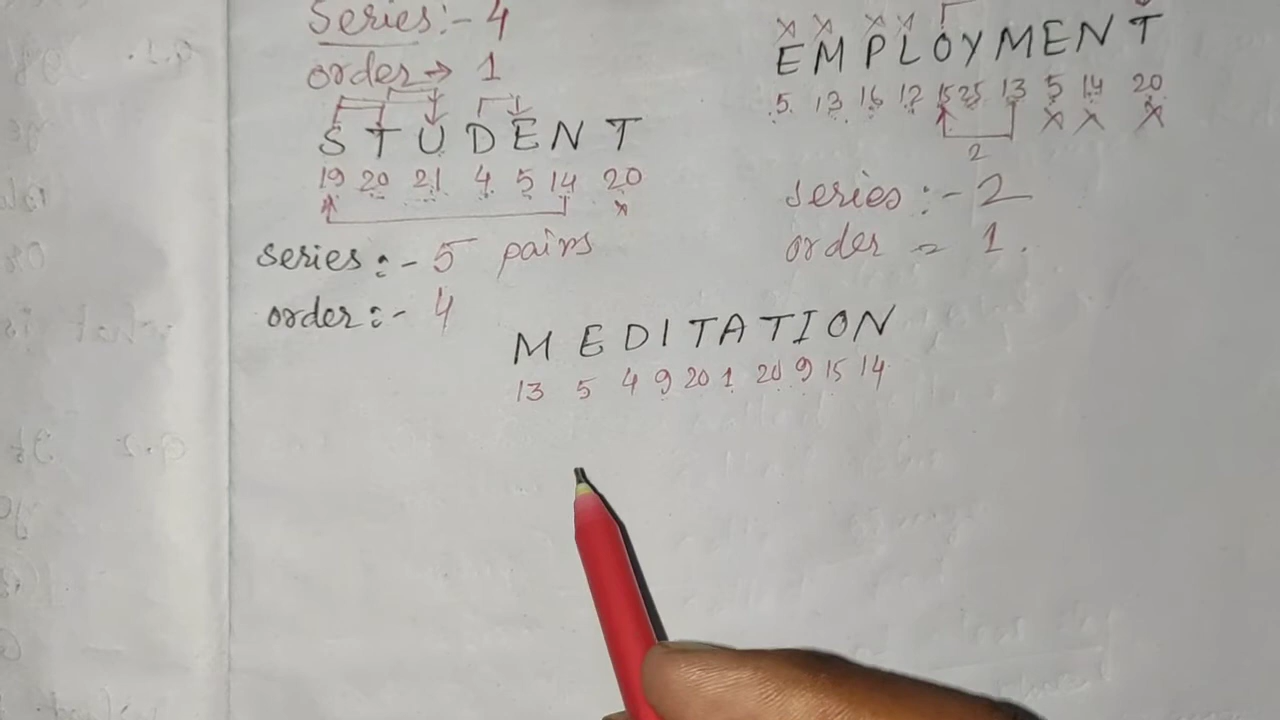 Series:- 4
order → 1
STUDENT
19 20 21 4 5 14 20
series:- 5 pairs
order:- 4
EMPLOYMENT
5 13 16 12 15 25 13 5 14 20
2
series:- 2
order = 1.
MEDITATION
13 5 4 9 20 1 20 9 15 14